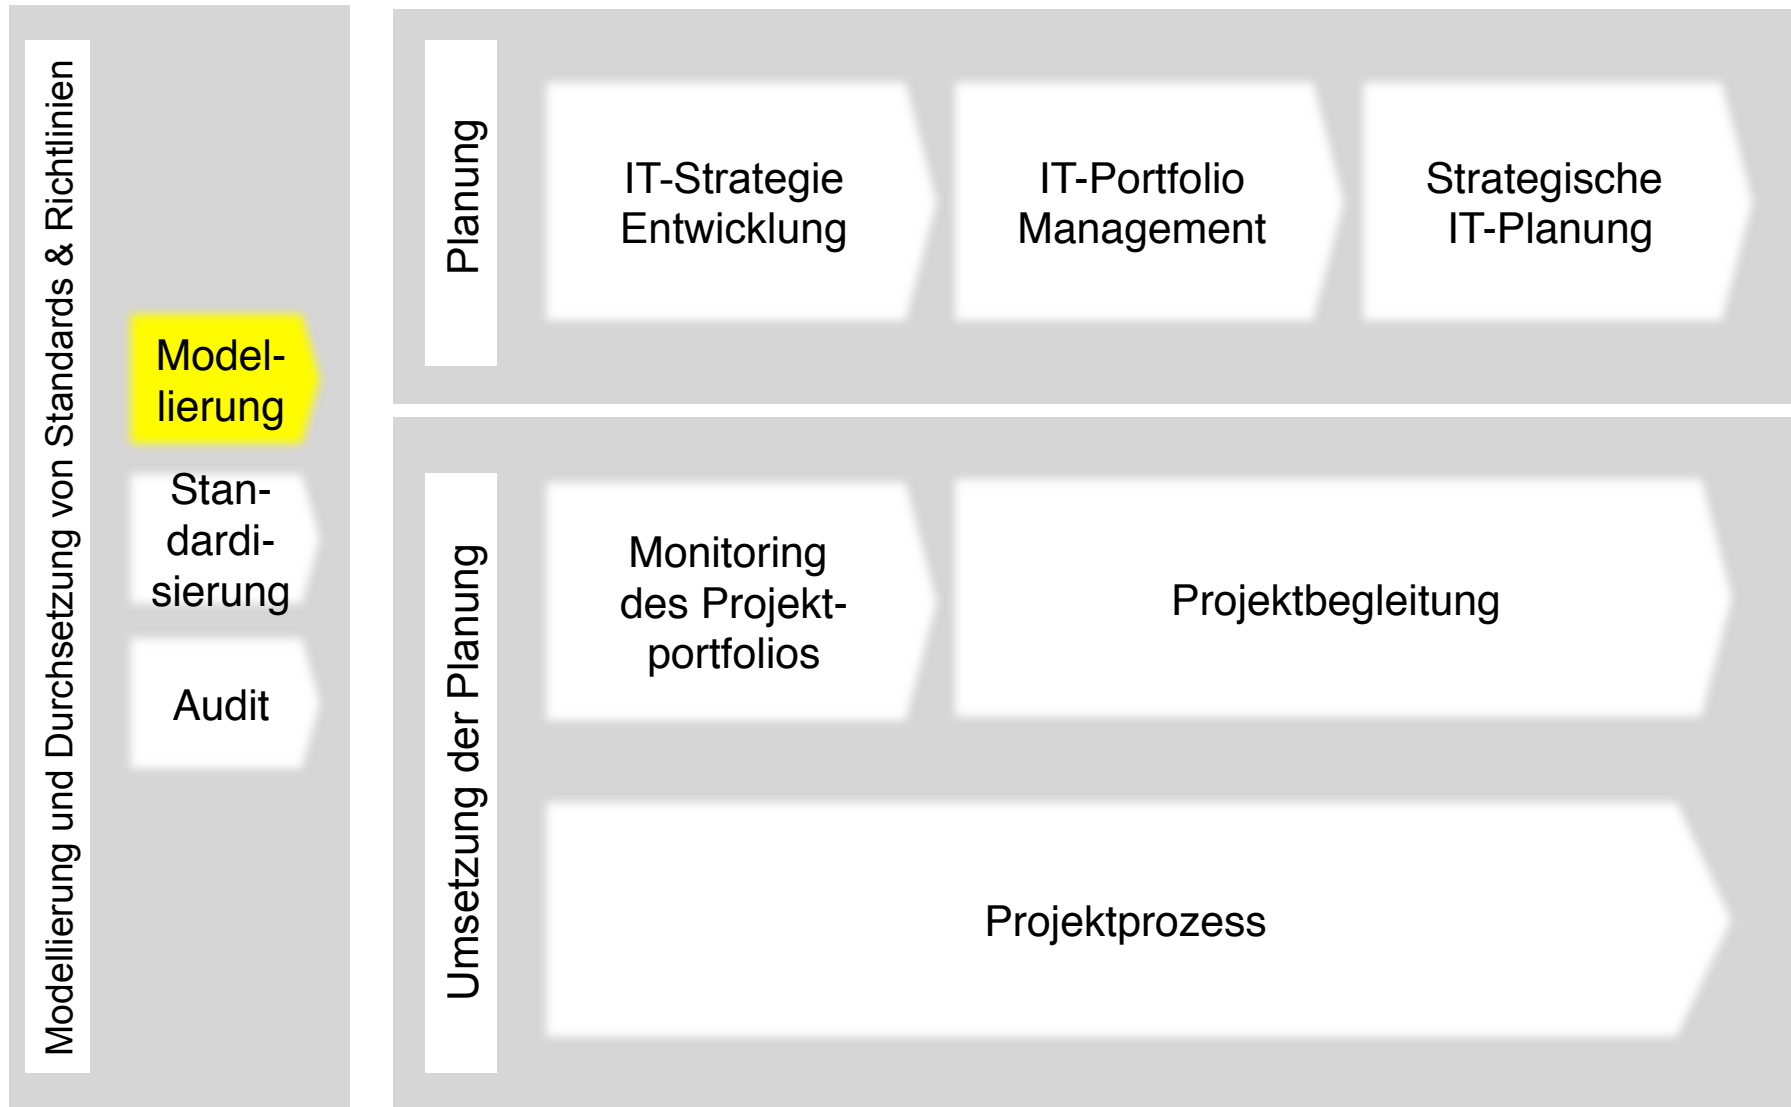 Modellierung und Durchsetzung von Standards & Richtlinien
Model-
lierung
Stan-
dardi-
sierung
Audit
Planung
IT-Strategie
Entwicklung
IT-Portfolio
Management
Strategische
IT-Planung
Umsetzung der Planung
Monitoring
des Projekt-
portfolios
Projektbegleitung
Projektprozess